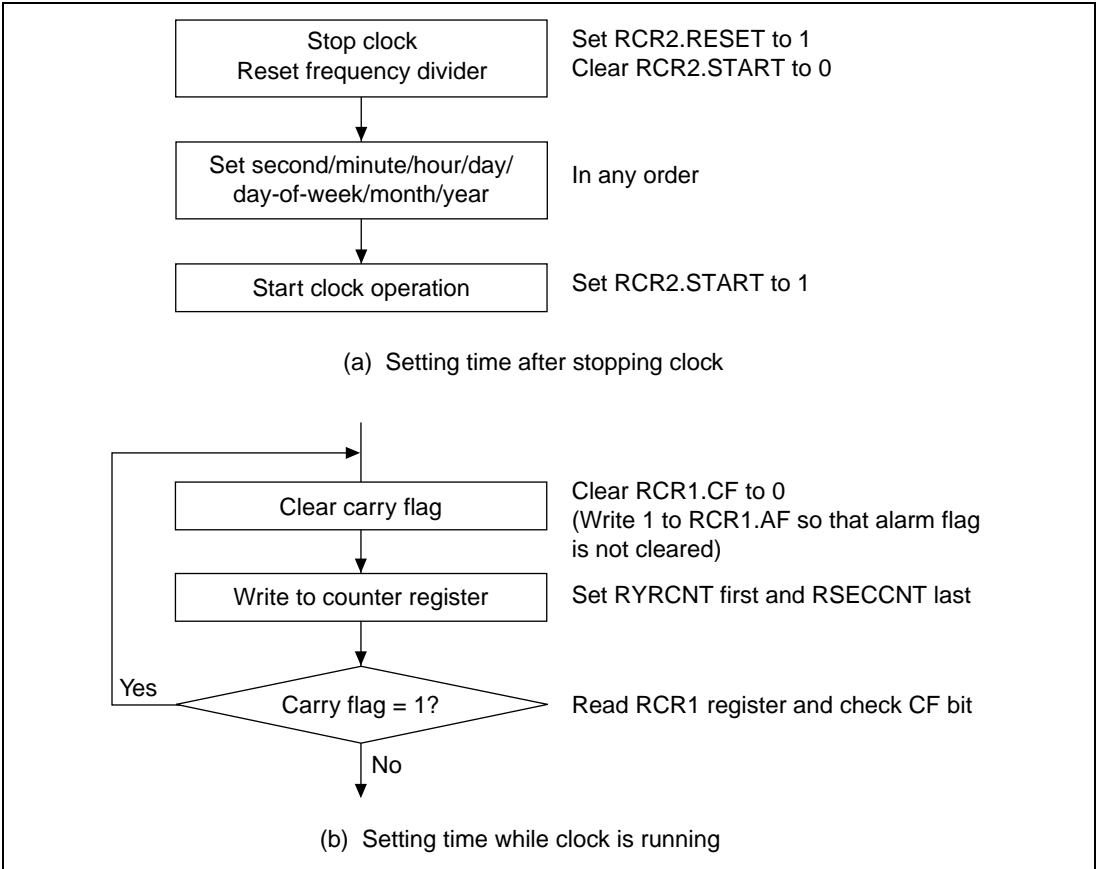 Stop clock
Reset frequency divider
Set RCR2.RESET to 1
Clear RCR2.START to 0
Set second/minute/hour/day/
day-of-week/month/year
In any order
Start clock operation
Set RCR2.START to 1
(a) Setting time after stopping clock
Clear carry flag
Clear RCR1.CF to 0
(Write 1 to RCR1.AF so that alarm flag
is not cleared)
Write to counter register
Set RYRCNT first and RSECCNT last
Yes
Carry flag = 1?
Read RCR1 register and check CF bit
No
(b) Setting time while clock is running